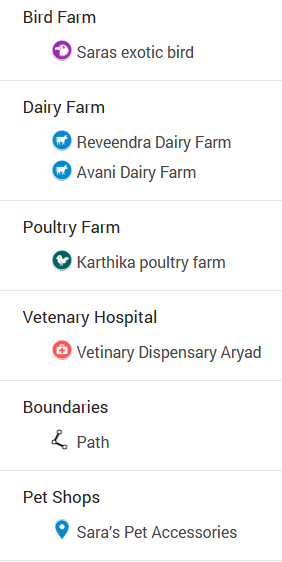 Bird Farm
Saras exotic bird
Dairy Farm
Reveendra Dairy Farm
Avani Dairy Farm
Poultry Farm
Karthika poultry farm
Vetenary Hospital
Vetinary Dispensary Aryad
Boundaries
Path
Pet Shops
Sara's Pet Accessories